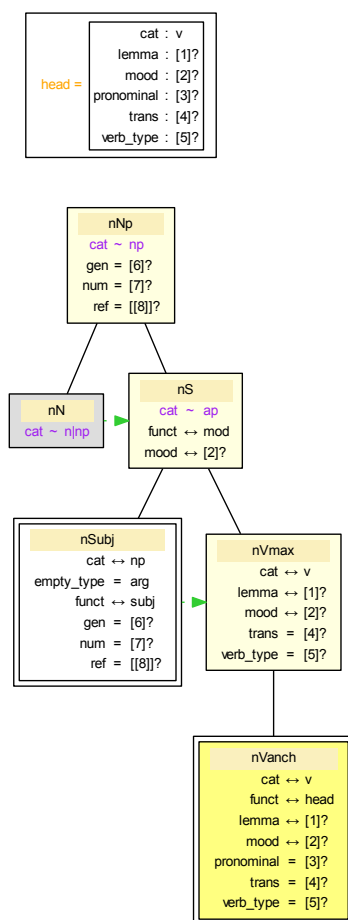 head =
cat : v
lemma : [1]?
mood : [2]?
pronominal : [3]?
trans : [4]?
verb_type : [5]?
nNp
cat ~ np
gen = [6]?
num = [7]?
ref = [[8]]?
nN
cat ~ n|np
nS
cat ~ ap
funct ↔ mod
mood ↔ [2]?
nSubj
cat ↔ np
empty_type = arg
funct ↔ subj
gen = [6]?
num = [7]?
ref = [[8]]?
nVmax
cat ↔ v
lemma ↔ [1]?
mood ↔ [2]?
trans = [4]?
verb_type = [5]?
nVanch
cat ↔ v
funct ↔ head
lemma ↔ [1]?
mood ↔ [2]?
pronominal = [3]?
trans = [4]?
verb_type = [5]?